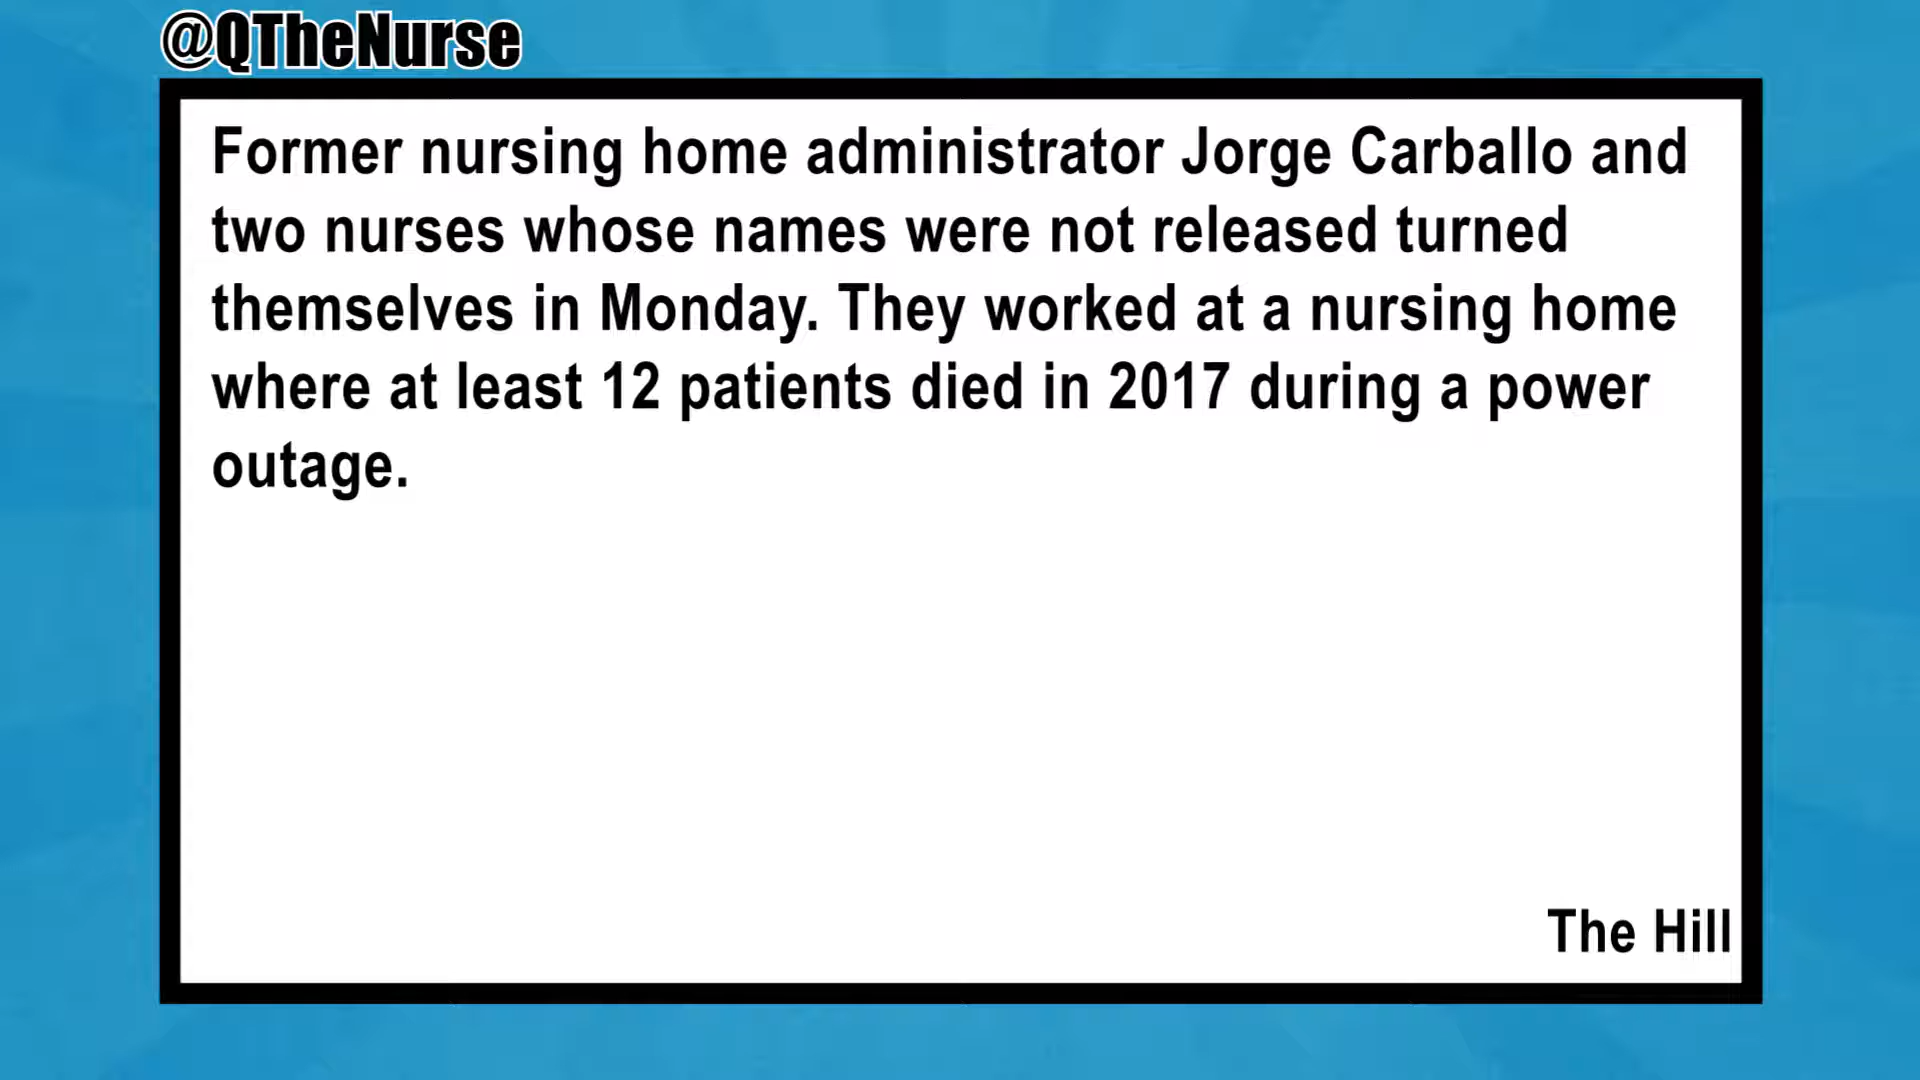 @QTheNurse
Former nursing home administrator Jorge Carballo and
two nurses whose names were not released turned
themselves in Monday. They worked at a nursing home
where at least 12 patients died in 2017 during a power
outage.
The Hill